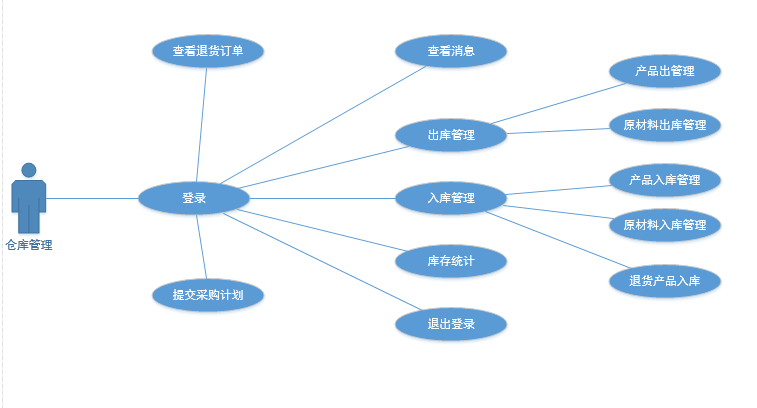 查看退货订单
查看消息
产品出管理
原材料出库管理
出库管理
产品入库管理
登录
入库管理
原材料入库管理
仓库管理
库存统计
退货产品入库
提交采购计划
退出登录